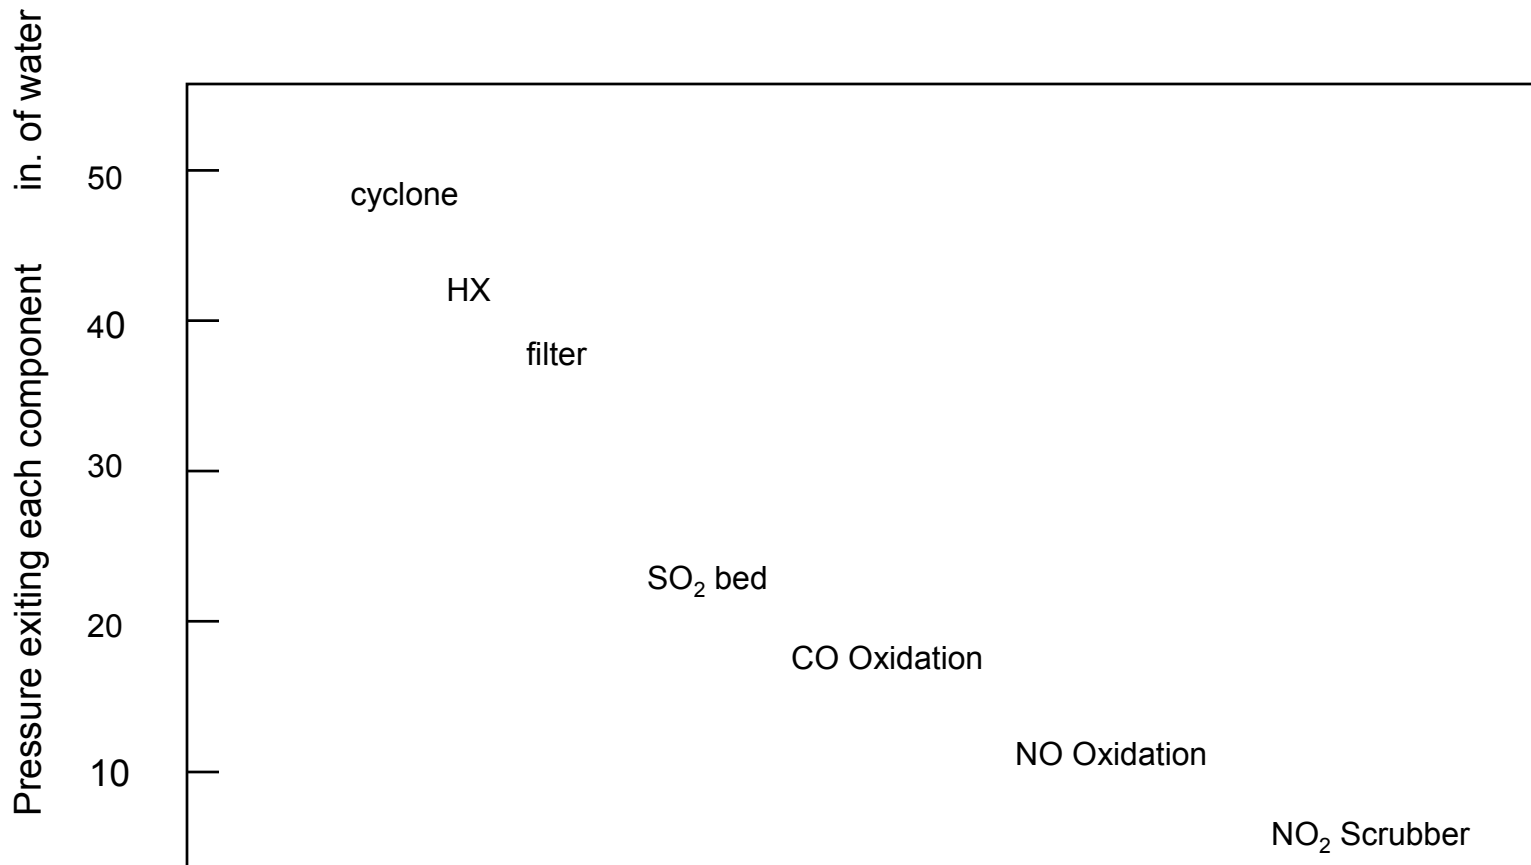 Pressure exiting each component in. of water
50
cyclone
HX
40
filter
30
SO₂ bed
20
CO Oxidation
NO Oxidation
10
NO₂ Scrubber